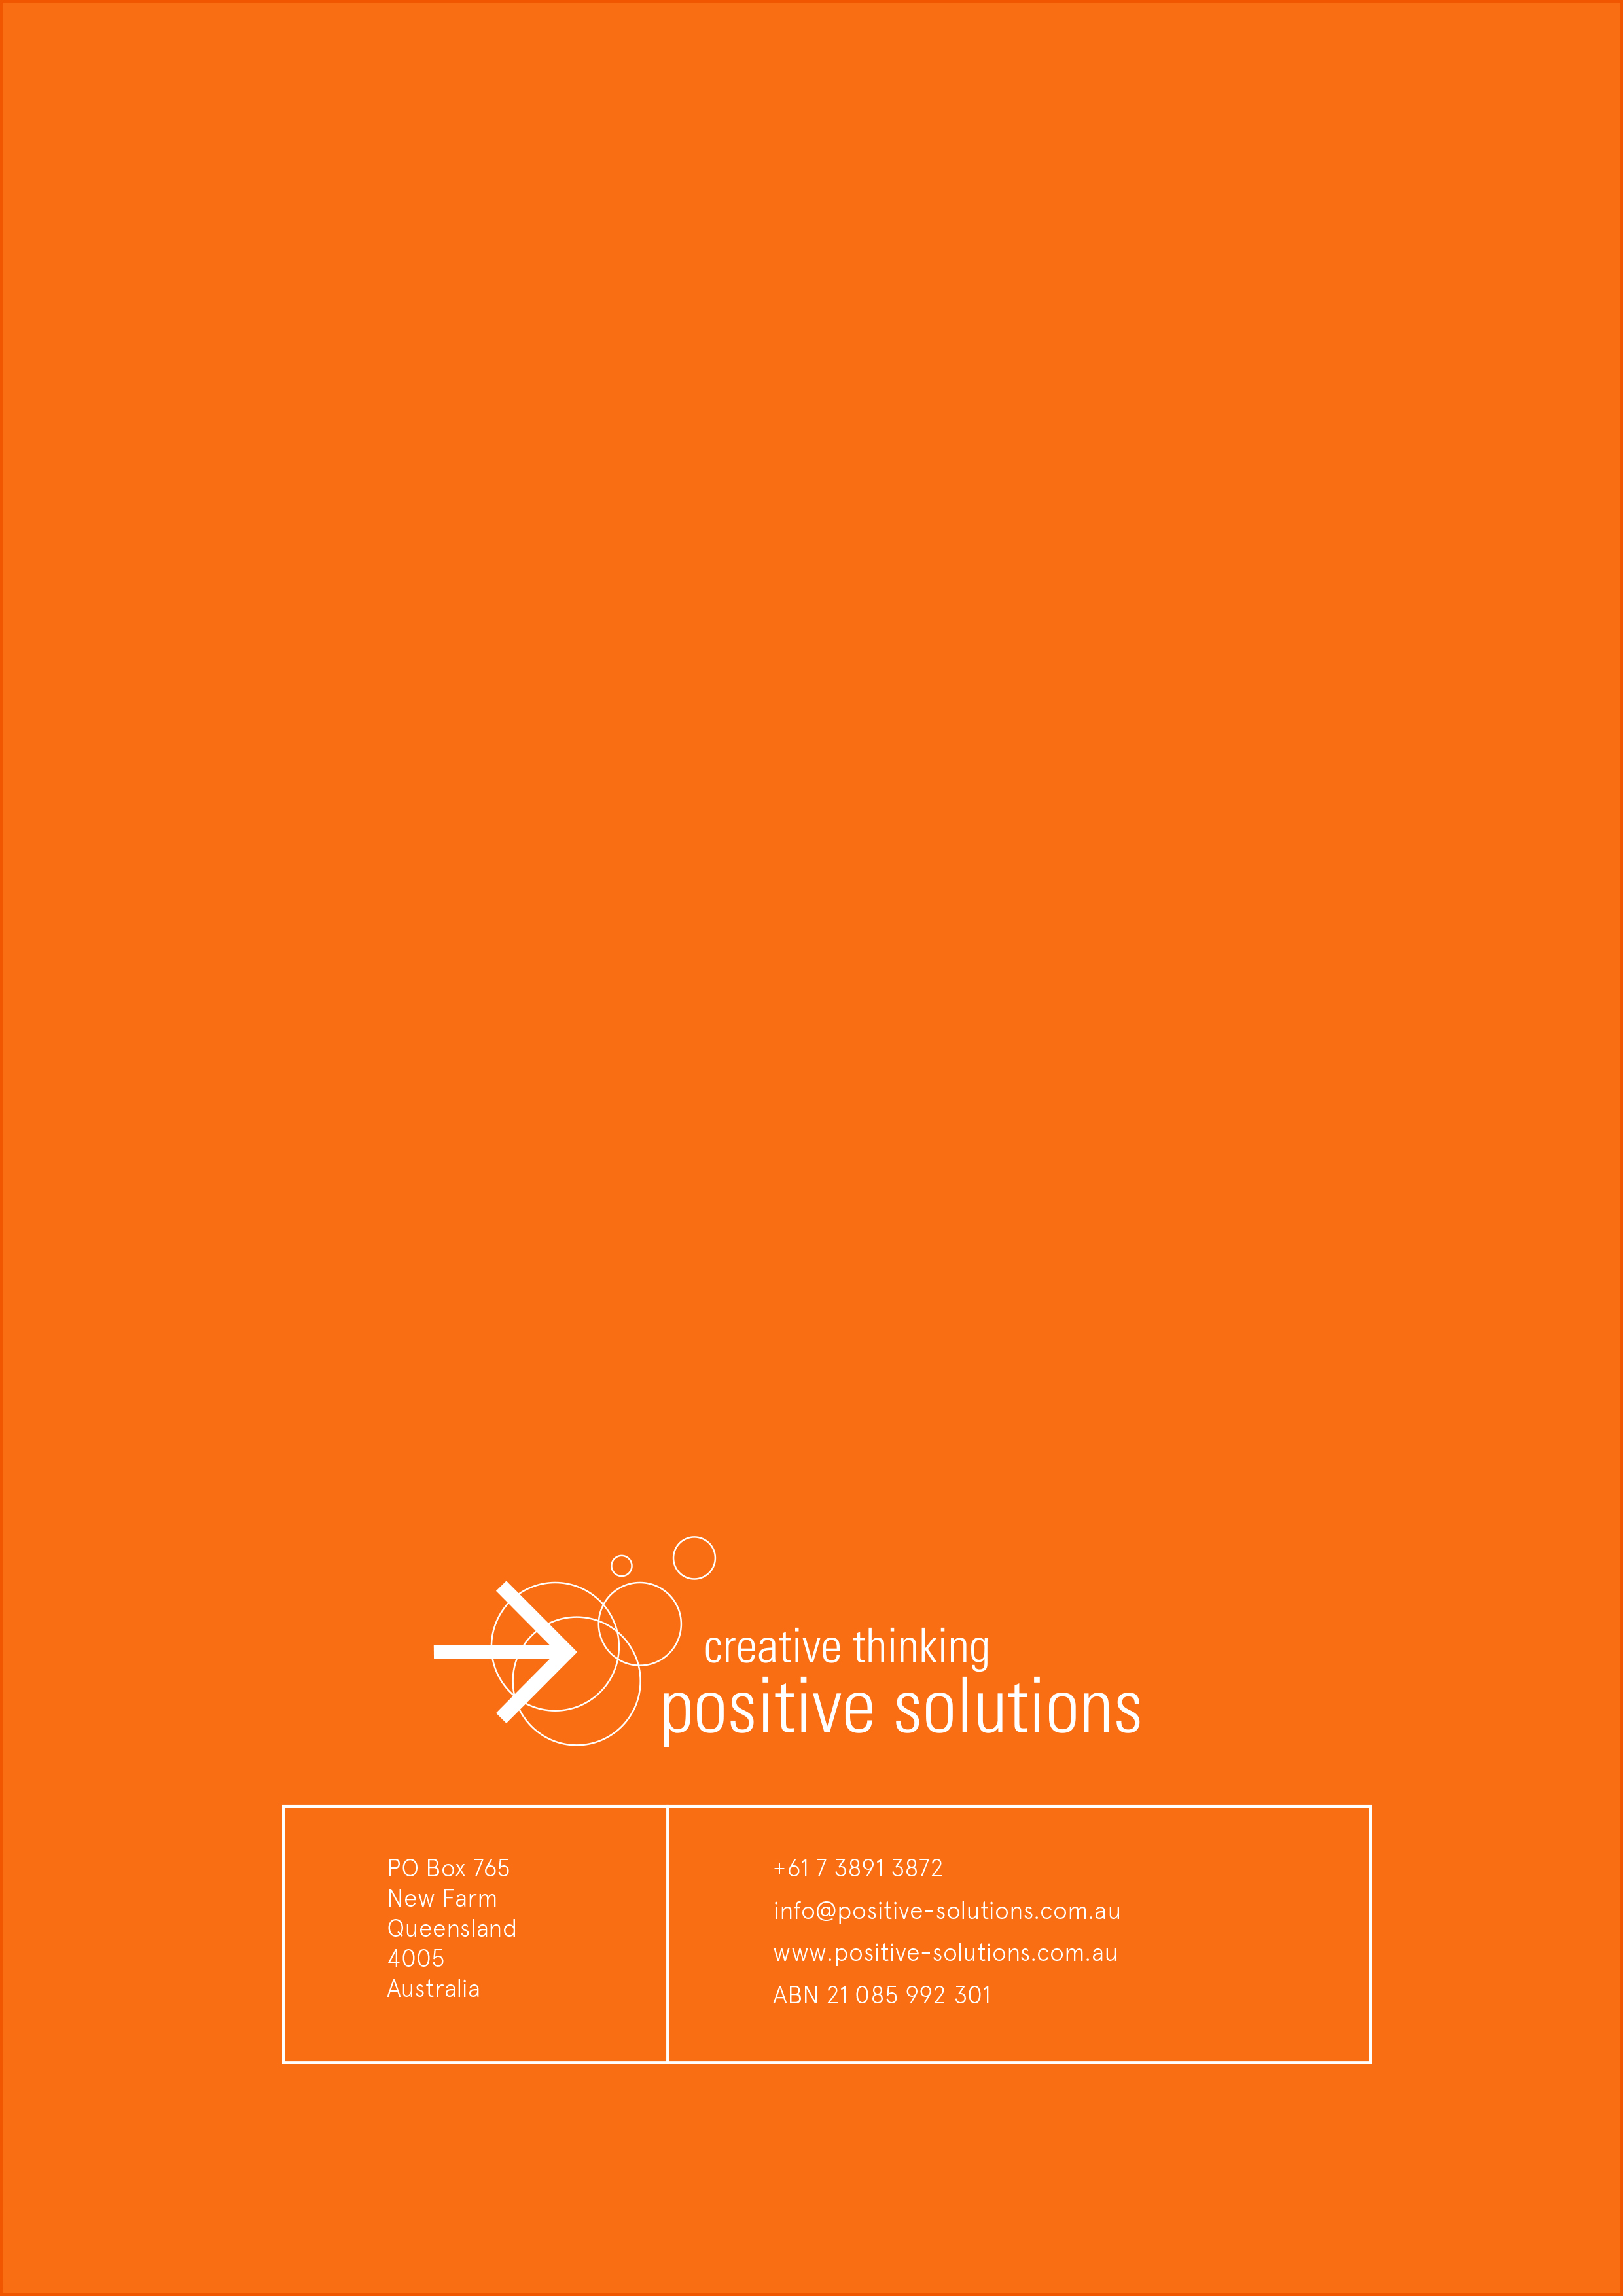 creative thinking
positive solutions
PO Box 765
New Farm
Queensland
4005
Australia
+61 7 3891 3872
info@positive-solutions.com.au
www.positive-solutions.com.au
ABN 21 085 992 301